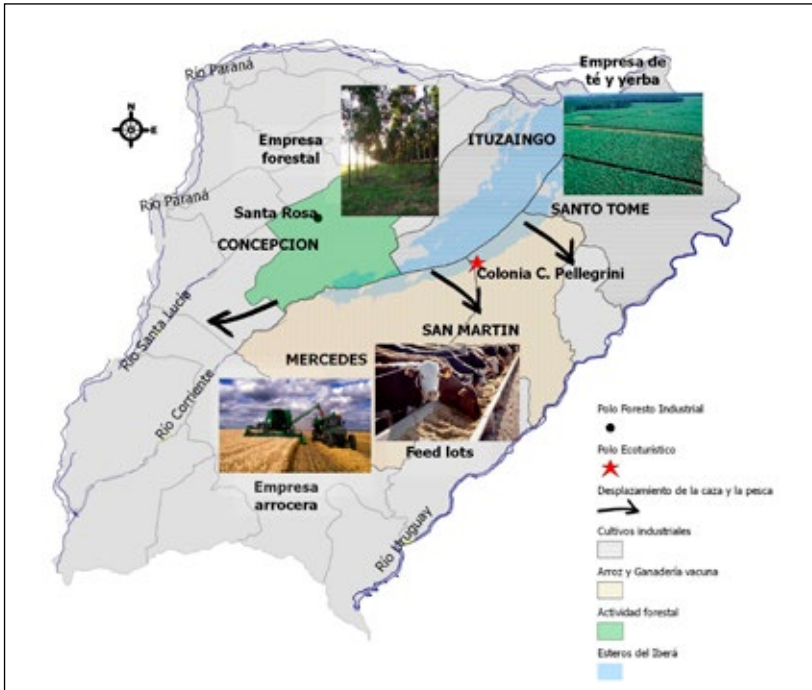 Río Paraná
Empresa de
té y yerba
N
E
Empresa
forestal
ITUZAINGO
Río Paraná
Santa Rosa
SANTO TOME
CONCEPCION
Colonia C. Pellegrini
Río Santa Lucía
SAN MARTIN
MERCEDES
Río Corriente
Feed lots
Empresa
arrocera
Río Uruguay
Polo Foresto Industrial
Polo Ecoturístico
Desplazamiento de la caza y la pesca
Cultivos industriales
Arroz y Ganadería vacuna
Actividad forestal
Esteros del Iberá